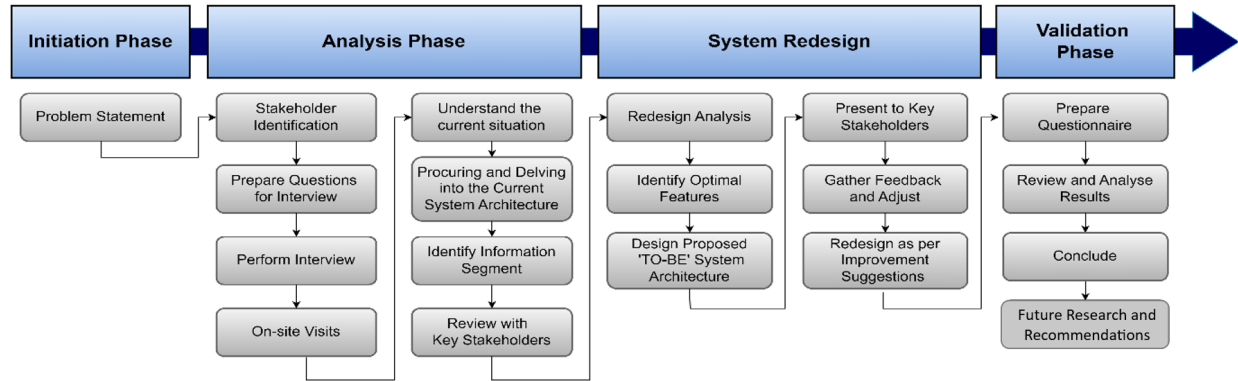 Initiation Phase
Analysis Phase
System Redesign
Validation
Phase
Problem Statement
Stakeholder
Identification
Prepare Questions
for Interview
Perform Interview
On-site Visits
Understand the
current situation
Procuring and Delving
into the Current
System Architecture
Identify Information
Segment
Review with
Key Stakeholders
Redesign Analysis
Identify Optimal
Features
Design Proposed
'TO-BE' System
Architecture
Present to Key
Stakeholders
Gather Feedback
and Adjust
Redesign as per
Improvement
Suggestions
Prepare
Questionnaire
Review and Analyse
Results
Conclude
Future Research and
Recommendations